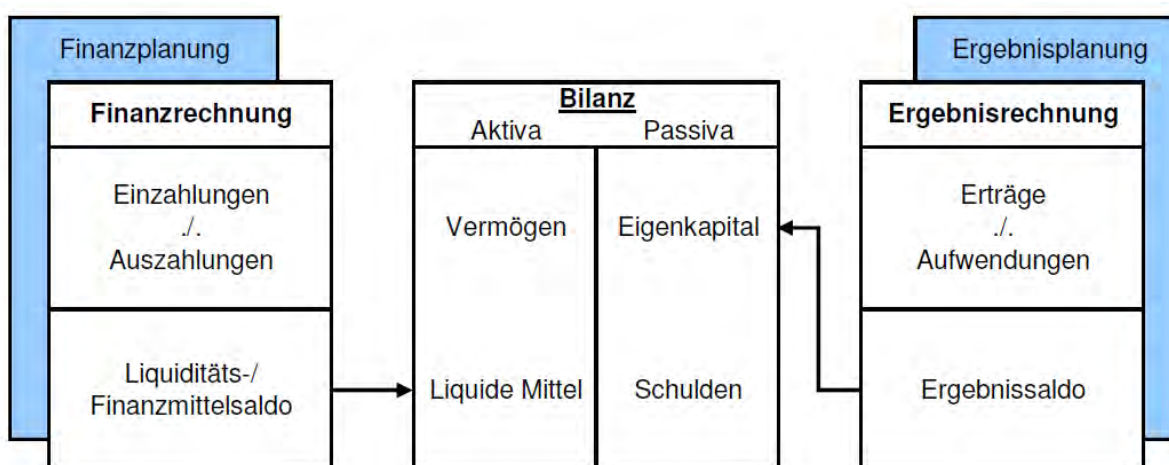 Finanzplanung
Finanzrechnung
Einzahlungen
./.
Auszahlungen
Liquiditäts-/
Finanzmittelsaldo
Bilanz
Aktiva Passiva
Vermögen Eigenkapital
Liquide Mittel Schulden
Ergebnisplanung
Ergebnisrechnung
Erträge
./.
Aufwendungen
Ergebnissaldo